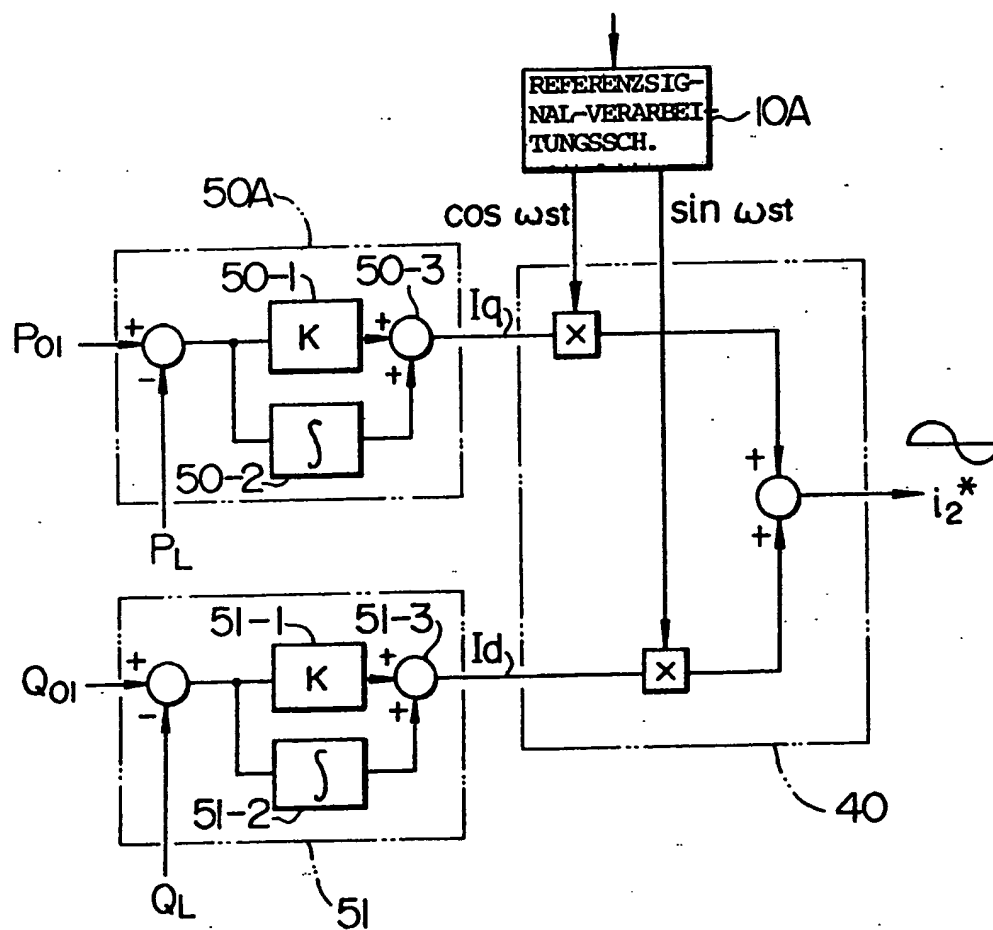 REFERENZSIG-
NAL-VERARBEI-
TUNGSSCH.
10A
cos ωst
sin ωst
50A
50-1
50-3
K
Iq
P01
+
−
+
+
∫
50-2
PL
×
+
+
i2*
51-1
51-3
K
Id
Q01
+
−
+
+
∫
51-2
QL
51
×
40